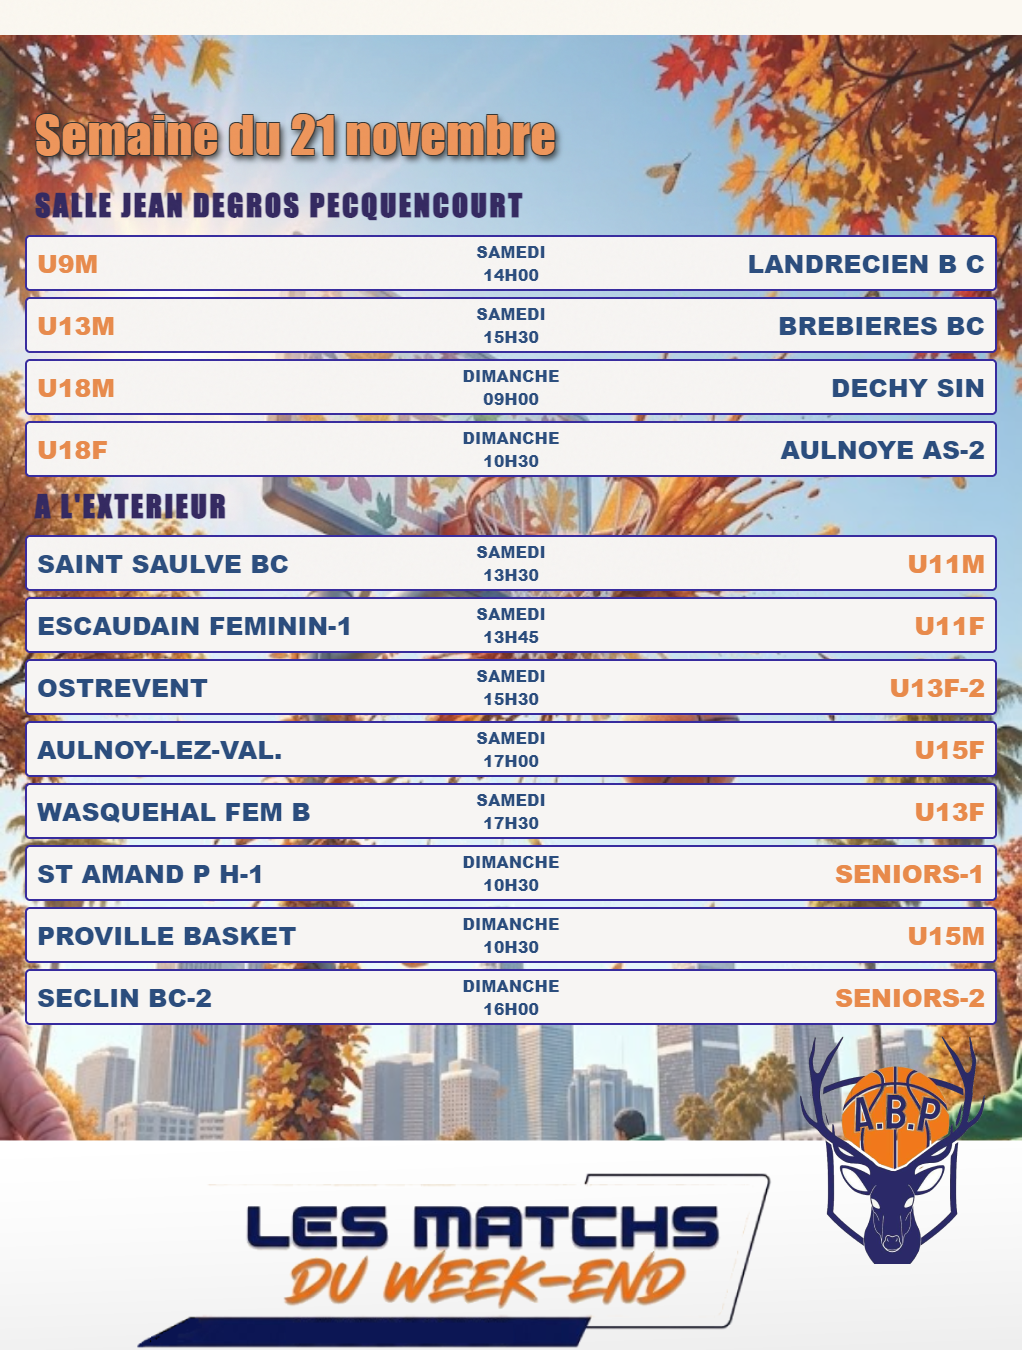 Semaine du 21 novembre
SALLE JEAN DEGROS PECQUENCOURT
U9M SAMEDI 14H00 LANDRECIEN B C
U13M SAMEDI 15H30 BREBIERES BC
U18M DIMANCHE 09H00 DECHY SIN
U18F DIMANCHE 10H30 AULNOYE AS-2
A L'EXTERIEUR
SAINT SAULVE BC SAMEDI 13H30 U11M
ESCAUDAIN FEMININ-1 SAMEDI 13H45 U11F
OSTREVENT SAMEDI 15H30 U13F-2
AULNOY-LEZ-VAL. SAMEDI 17H00 U15F
WASQUEHAL FEM B SAMEDI 17H30 U13F
ST AMAND P H-1 DIMANCHE 10H30 SENIORS-1
PROVILLE BASKET DIMANCHE 10H30 U15M
SECLIN BC-2 DIMANCHE 16H00 SENIORS-2
A.B.P
LES MATCHS
DU WEEK-END